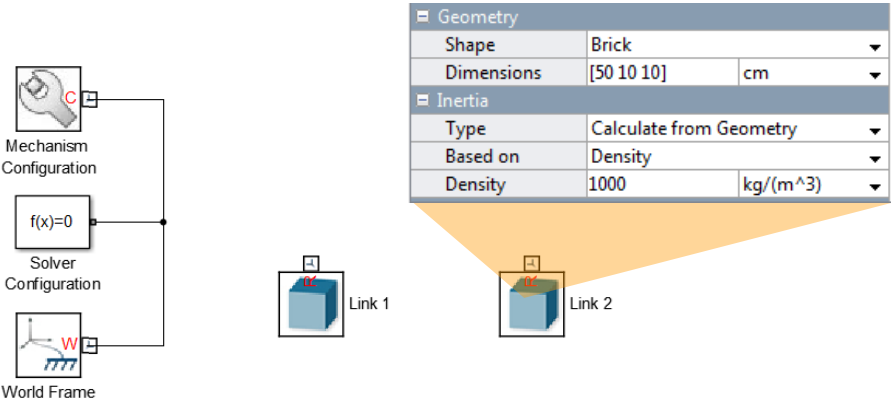 Geometry
Shape Brick
Dimensions [50 10 10] cm
Inertia
Type Calculate from Geometry
Based on Density
Density 1000 kg/(m^3)
C
Mechanism
Configuration
f(x)=0
Solver
Configuration
R
Link 1
R
Link 2
W
World Frame